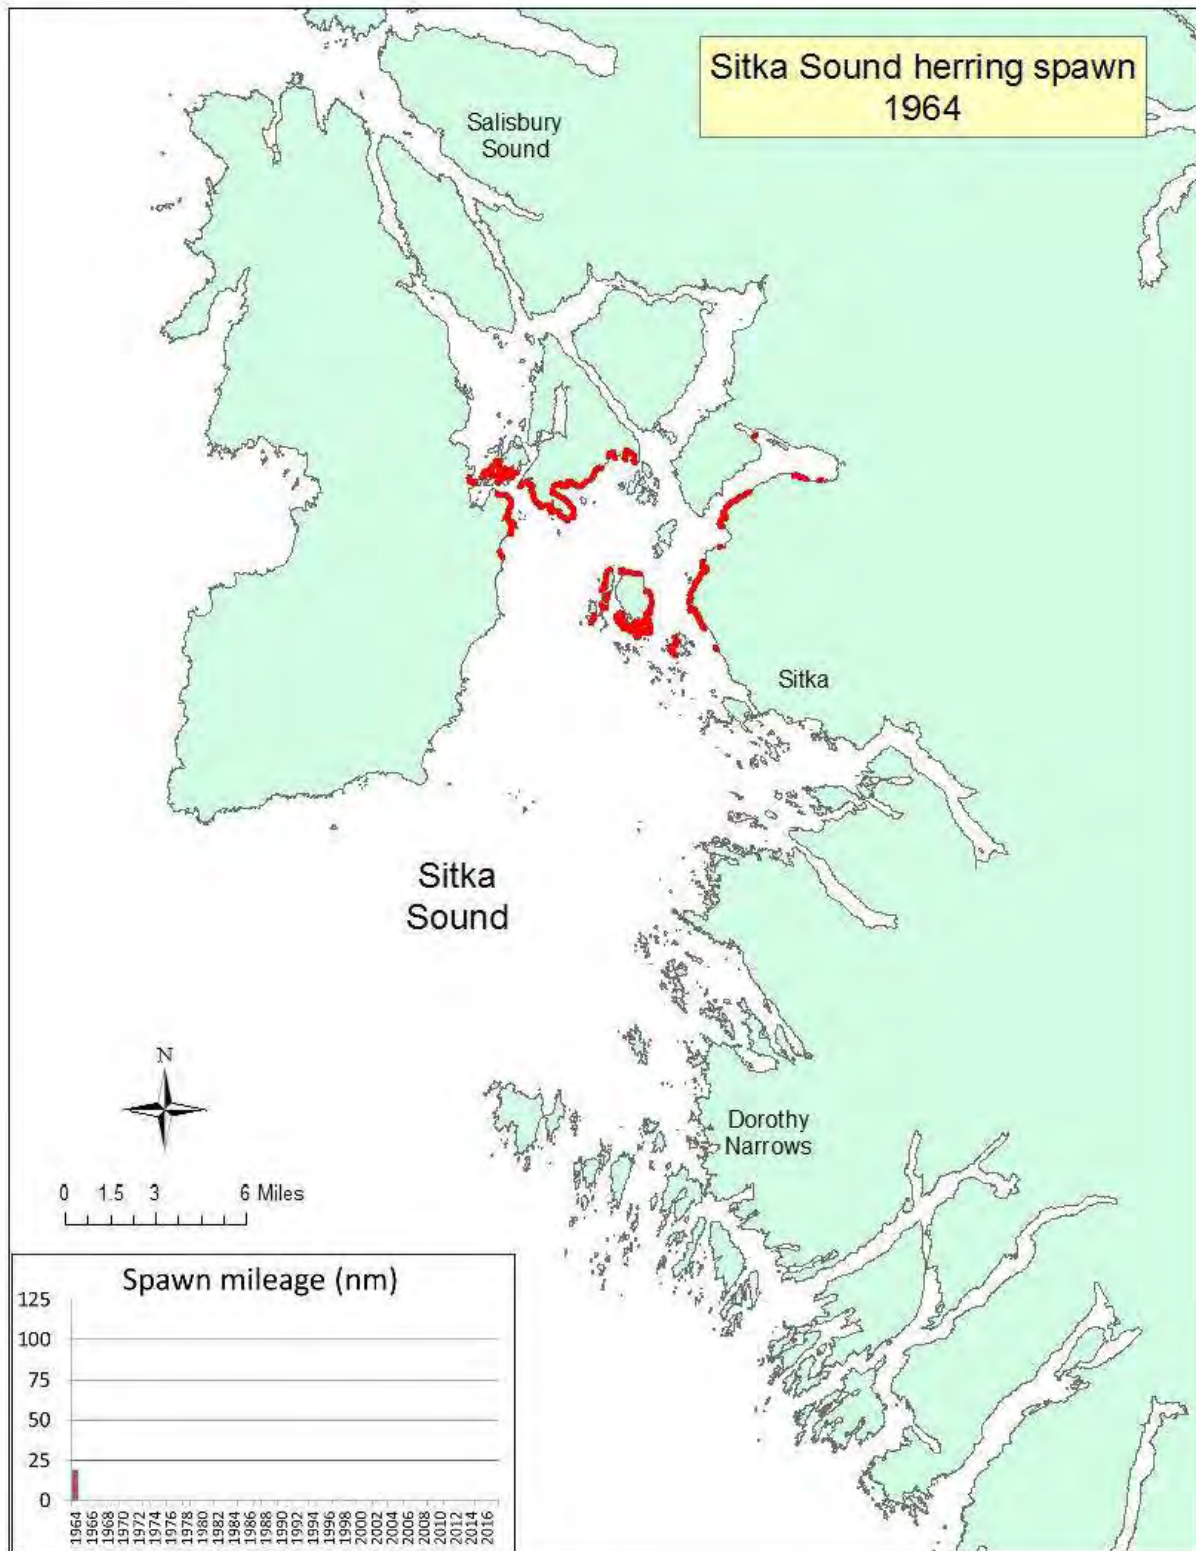 Sitka Sound herring spawn
1964
Salisbury
Sound
Sitka
Sitka
Sound
N
Dorothy
Narrows
0 1.5 3 6 Miles
Spawn mileage (nm)
125
100
75
50
25
0
1964 1966 1968 1970 1972 1974 1976 1978 1980 1982 1984 1986 1988 1990 1992 1994 1996 1998 2000 2002 2004 2006 2008 2010 2012 2014 2016